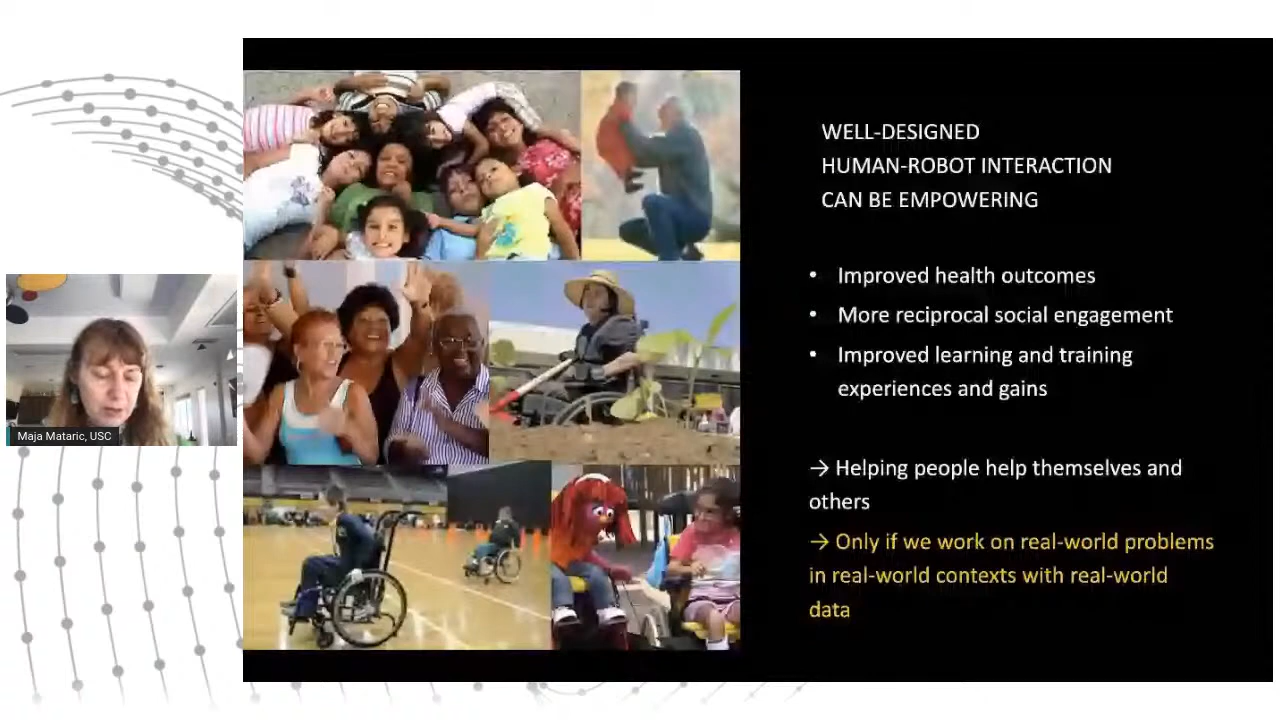 WELL-DESIGNED
HUMAN-ROBOT INTERACTION
CAN BE EMPOWERING
• Improved health outcomes
• More reciprocal social engagement
• Improved learning and training
experiences and gains
→ Helping people help themselves and
others
→ Only if we work on real-world problems
in real-world contexts with real-world
data
Maja Mataric, USC